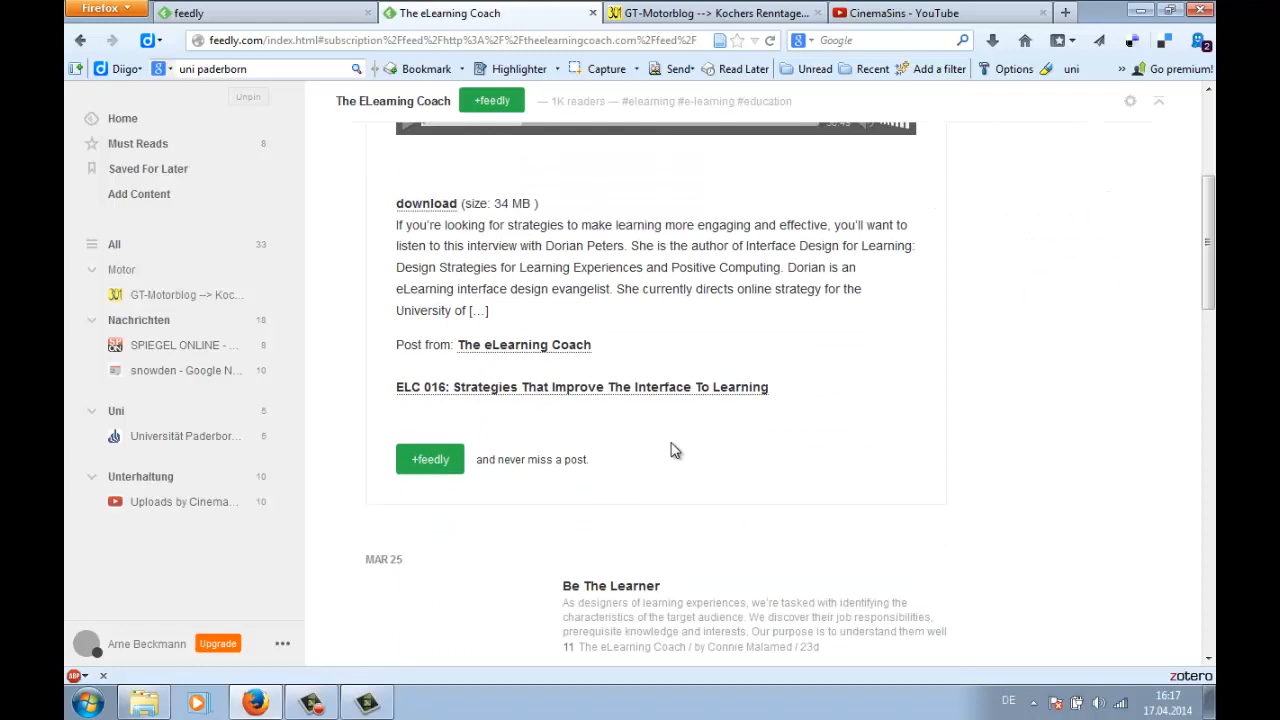 Firefox
feedly
The eLearning Coach
GT-Motorblog --> Kochers Renntage...
CinemaSins - YouTube
feedly.com/index.html#subscription%2Ffeed%2Fhttp%3A%2F%2Ftheelearningcoach.com%2Ffeed%2F
Google
2
Diigo
uni paderborn
Bookmark
Highlighter
Capture
Send
Read Later
Unread
Recent
Add a filter
Options
uni
»
Go premium!
Unpin
The ELearning Coach
+feedly
— 1K readers — #elearning #e-learning #education
Home
Must Reads 8
Saved For Later
Add Content
All 33
Motor
GT-Motorblog --> Koc...
Nachrichten 18
SPIEGEL ONLINE - ... 8
snowden - Google N... 10
Uni 5
Universität Paderbor... 5
Unterhaltung 10
Uploads by Cinema... 10
Arne Beckmann
Upgrade
download (size: 34 MB )
If you're looking for strategies to make learning more engaging and effective, you'll want to
listen to this interview with Dorian Peters. She is the author of Interface Design for Learning:
Design Strategies for Learning Experiences and Positive Computing. Dorian is an
eLearning interface design evangelist. She currently directs online strategy for the
University of […]
Post from: The eLearning Coach
ELC 016: Strategies That Improve The Interface To Learning
+feedly and never miss a post.
MAR 25
Be The Learner
As designers of learning experiences, we're tasked with identifying the
characteristics of the target audience. We discover their job responsibilities,
prerequisite knowledge and interests. Our purpose is to understand them well
11 The eLearning Coach / by Connie Malamed / 23d
ABP
zotero
DE
16:17
17.04.2014